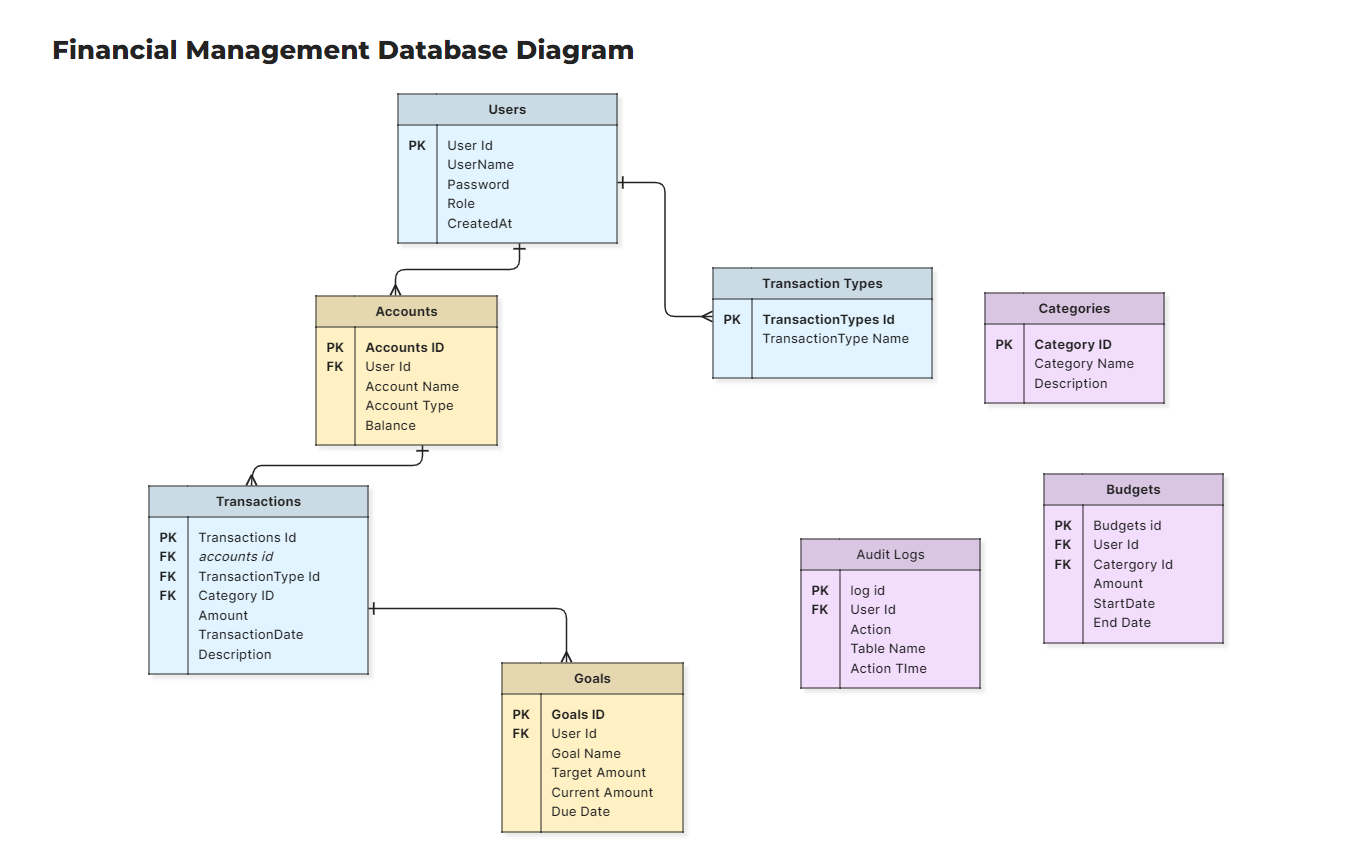 Financial Management Database Diagram
Users
PK User Id
UserName
Password
Role
CreatedAt
Transaction Types
PK TransactionTypes Id
TransactionType Name
Categories
PK Category ID
Category Name
Description
Accounts
PK Accounts ID
FK User Id
Account Name
Account Type
Balance
Transactions
PK Transactions Id
FK accounts id
FK TransactionType Id
FK Category ID
Amount
TransactionDate
Description
Budgets
PK Budgets id
FK User Id
FK Catergory Id
Amount
StartDate
End Date
Audit Logs
PK log id
FK User Id
Action
Table Name
Action TIme
Goals
PK Goals ID
FK User Id
Goal Name
Target Amount
Current Amount
Due Date